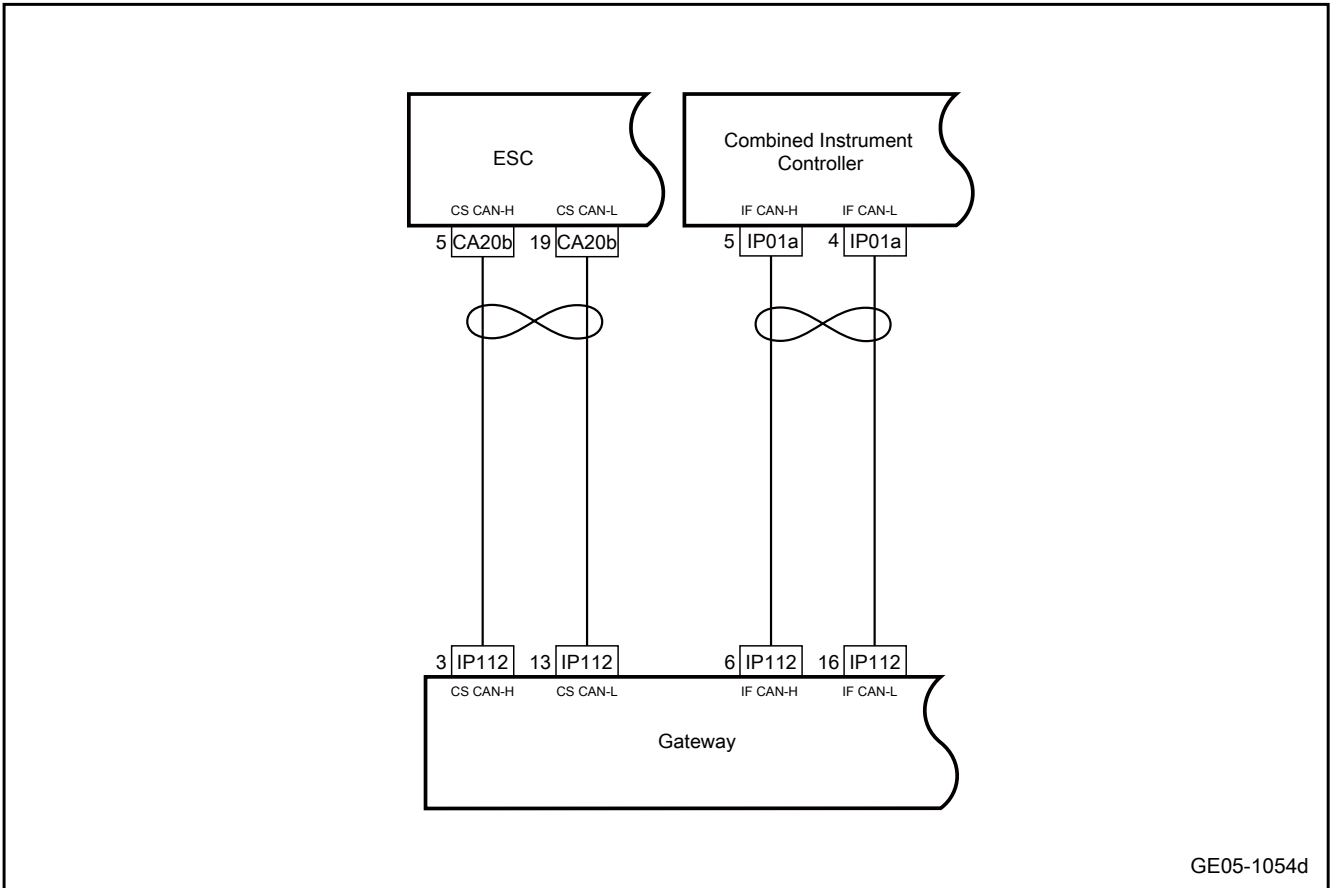 ESC
Combined Instrument
Controller
CS CAN-H CS CAN-L IF CAN-H IF CAN-L
5 CA20b 19 CA20b 5 IP01a 4 IP01a
3 IP112 13 IP112 6 IP112 16 IP112
CS CAN-H CS CAN-L IF CAN-H IF CAN-L
Gateway
GE05-1054d